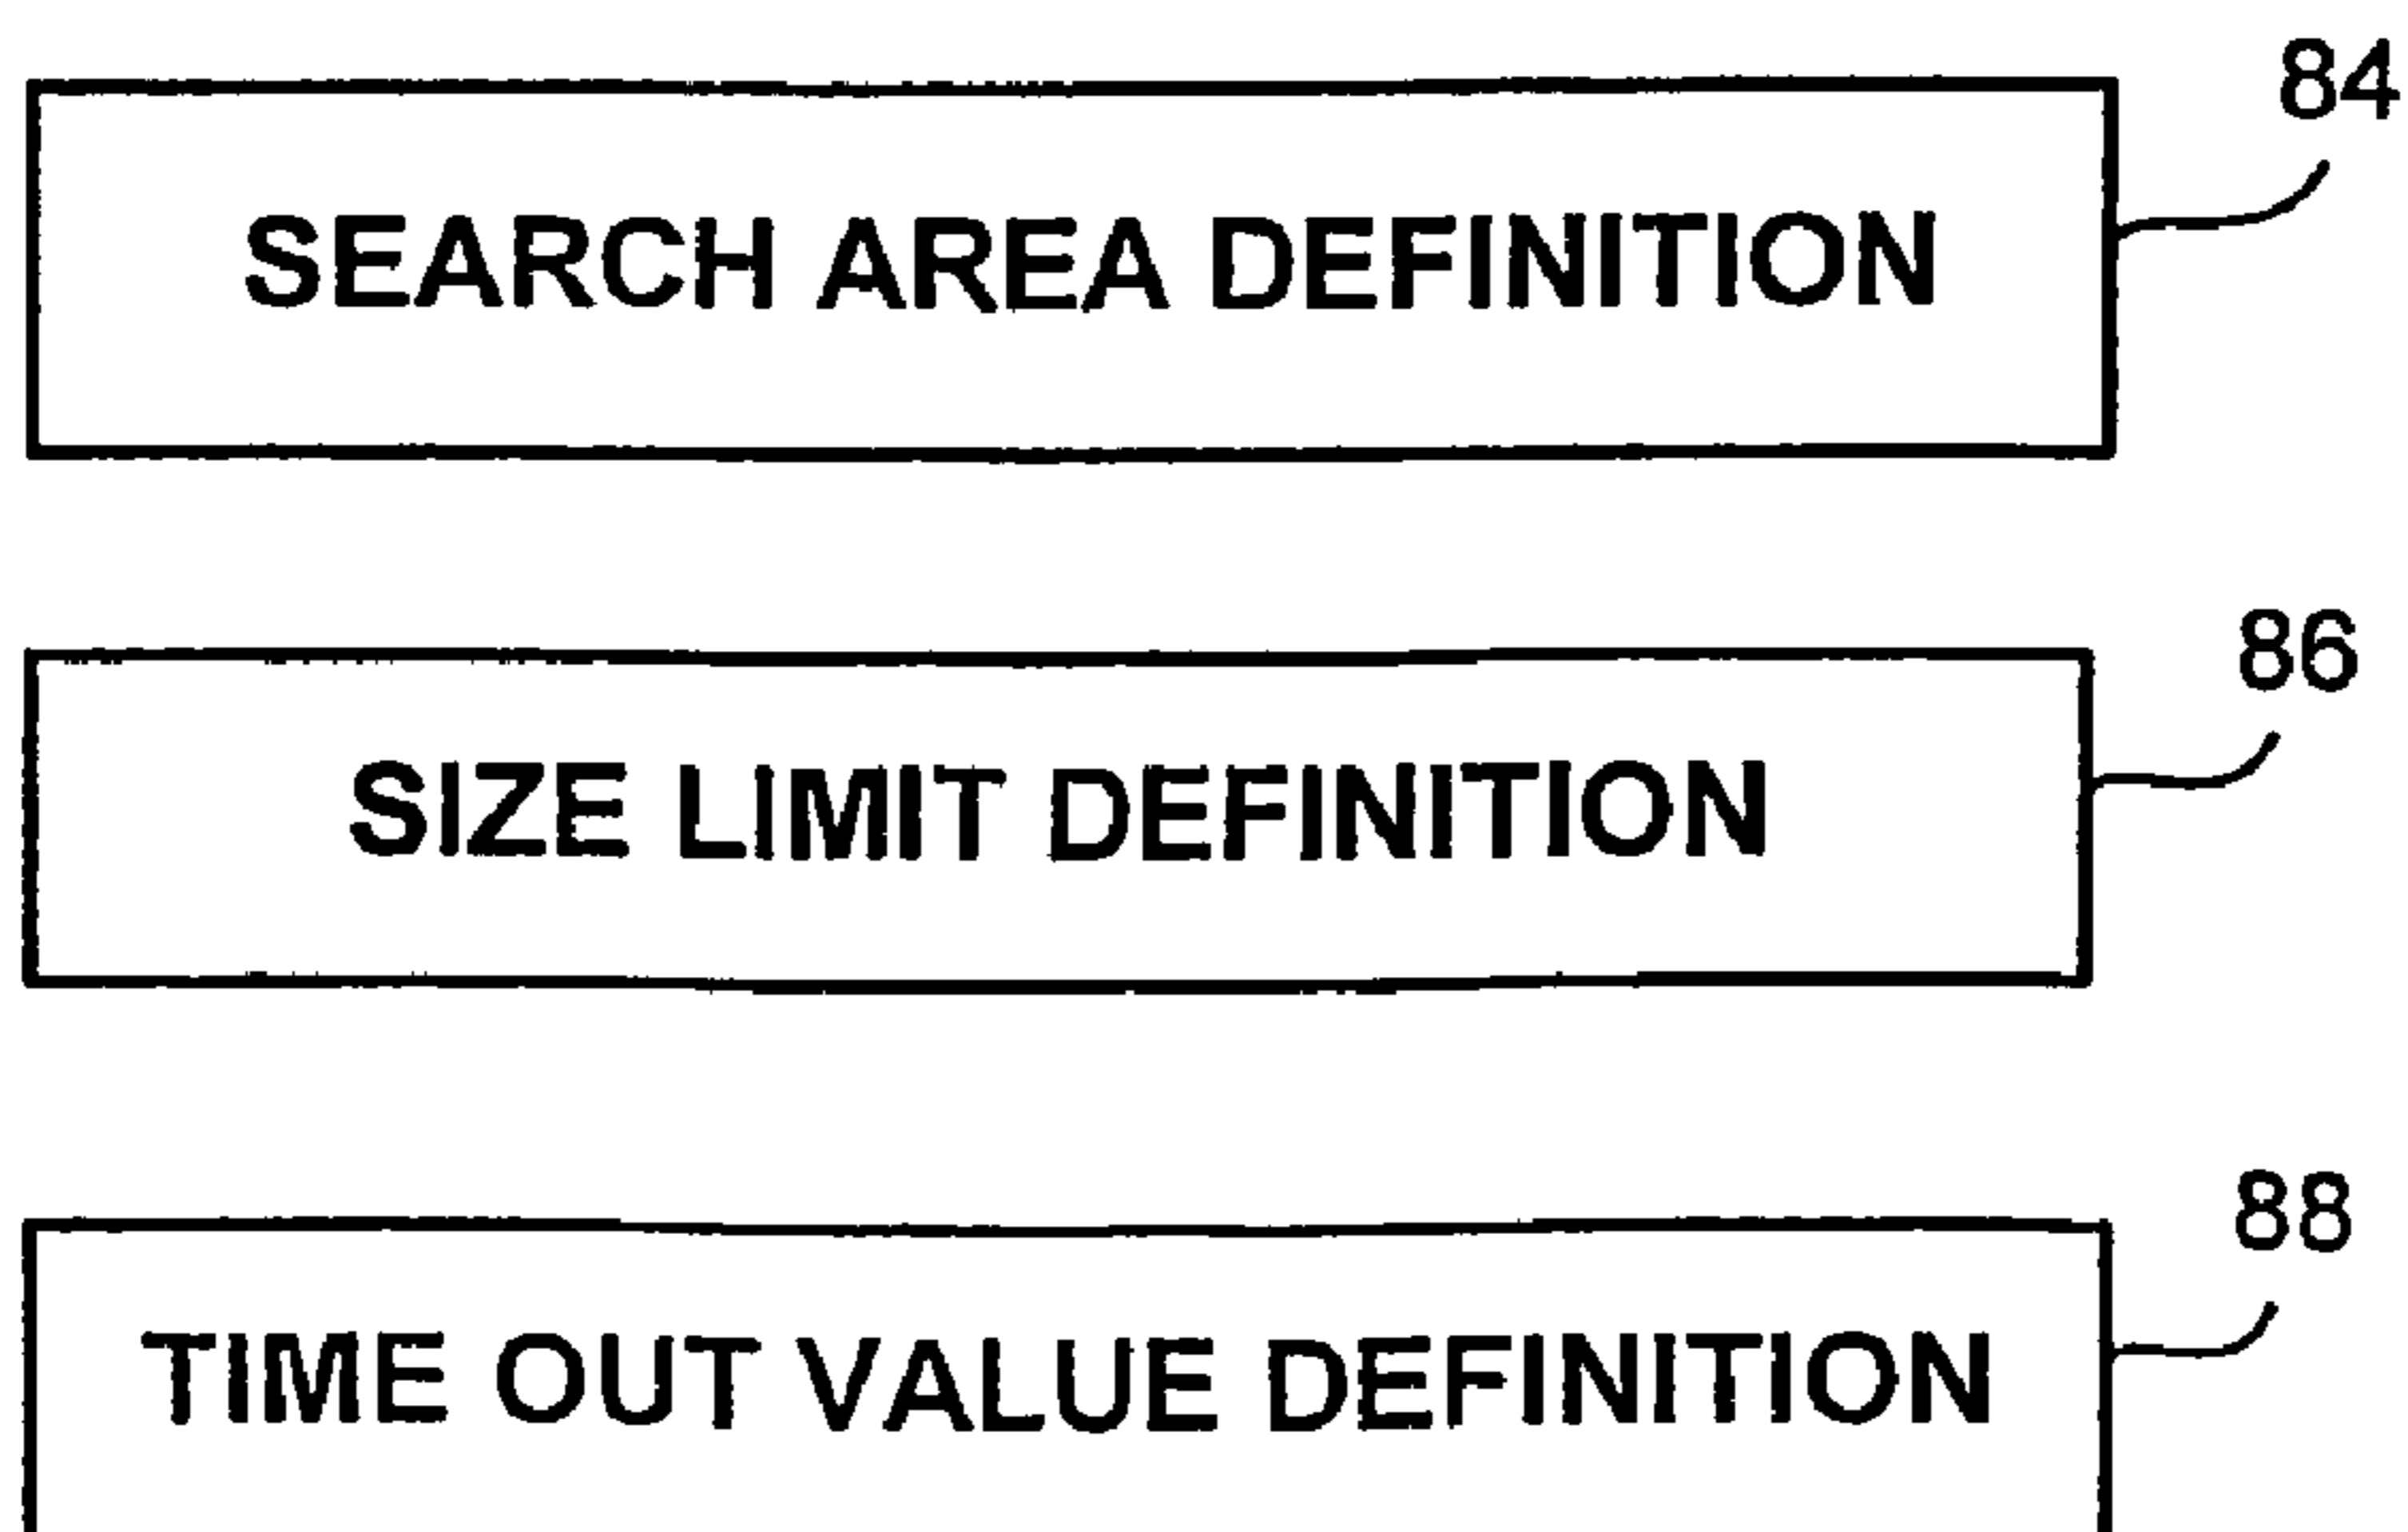 84
SEARCH AREA DEFINITION
86
SIZE LIMIT DEFINITION
88
TIME OUT VALUE DEFINITION